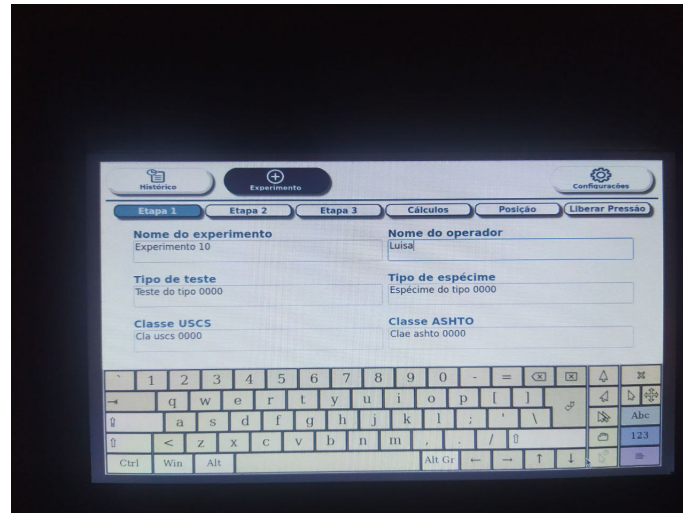 Histórico Experimento Configurações
Etapa 1 Etapa 2 Etapa 3 Cálculos Posição Liberar Pressão
Nome do experimento Nome do operador
Experimento 10 Luisa
Tipo de teste Tipo de espécime
Teste do tipo 0000 Espécime do tipo 0000
Classe USCS Classe ASHTO
Cla uscs 0000 Clae ashto 0000
` 1 2 3 4 5 6 7 8 9 0 - =
q w e r t y u i o p [ ]
a s d f g h j k l ; ' \ Abc
< z x c v b n m , . / 123
Ctrl Win Alt Alt Gr ← → ↑ ↓